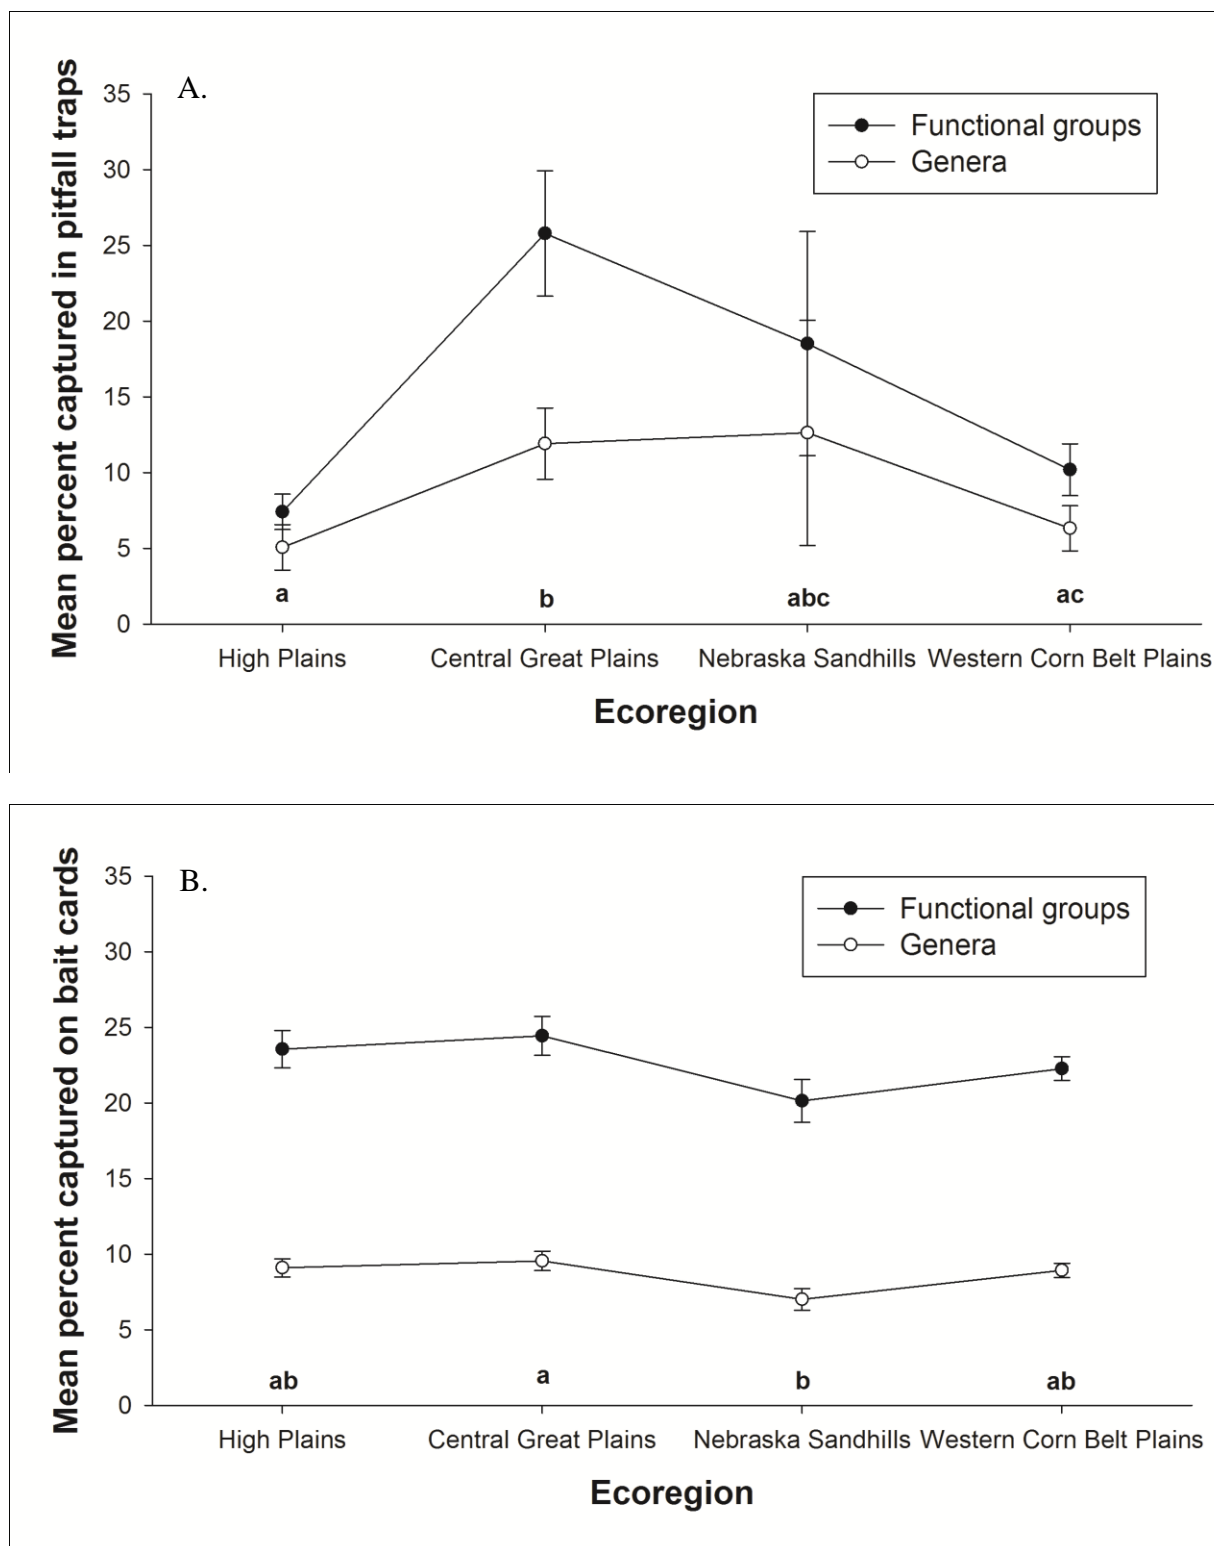 A.
Mean percent captured in pitfall traps
35
30
25
20
15
10
5
0
Functional groups
Genera
a
b
abc
ac
High Plains
Central Great Plains
Nebraska Sandhills
Western Corn Belt Plains
Ecoregion
B.
Mean percent captured on bait cards
35
30
25
20
15
10
5
0
Functional groups
Genera
ab
a
b
ab
High Plains
Central Great Plains
Nebraska Sandhills
Western Corn Belt Plains
Ecoregion